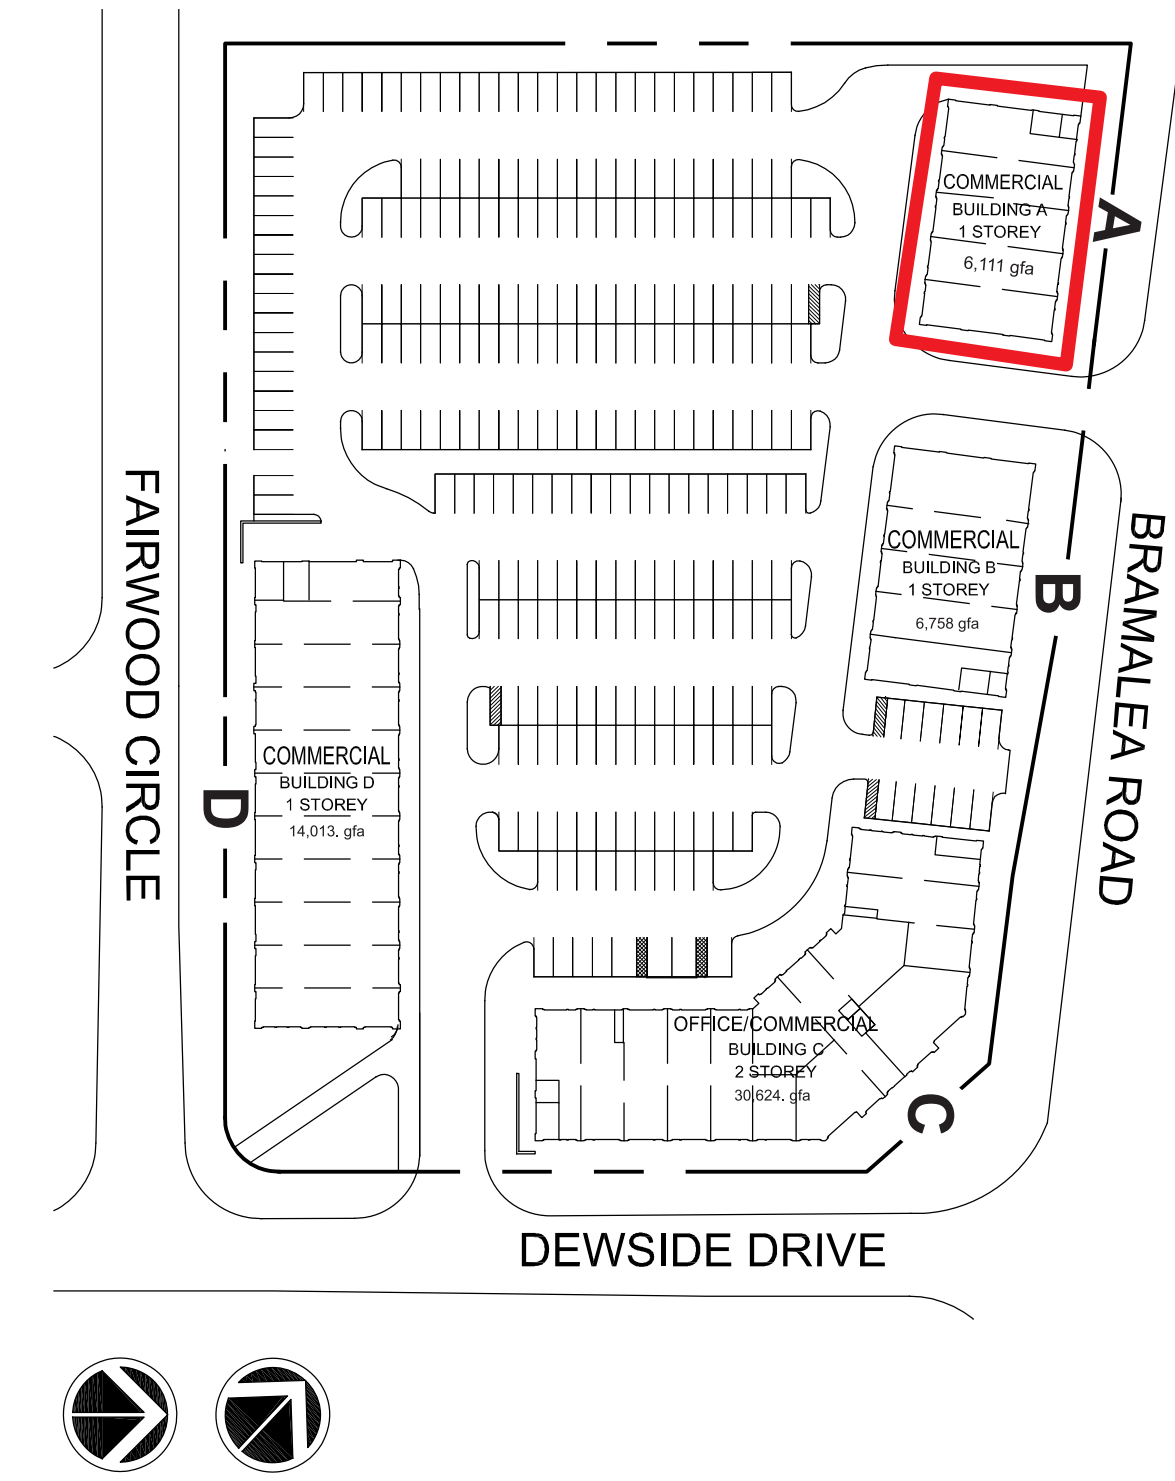 COMMERCIAL
BUILDING A
1 STOREY
6,111 gfa
A
COMMERCIAL
BUILDING B
1 STOREY
6,758 gfa
B
BRAMALEA ROAD
FAIRWOOD CIRCLE
COMMERCIAL
BUILDING D
1 STOREY
14,013. gfa
D
OFFICE/COMMERCIAL
BUILDING C
2 STOREY
30,624. gfa
C
DEWSIDE DRIVE